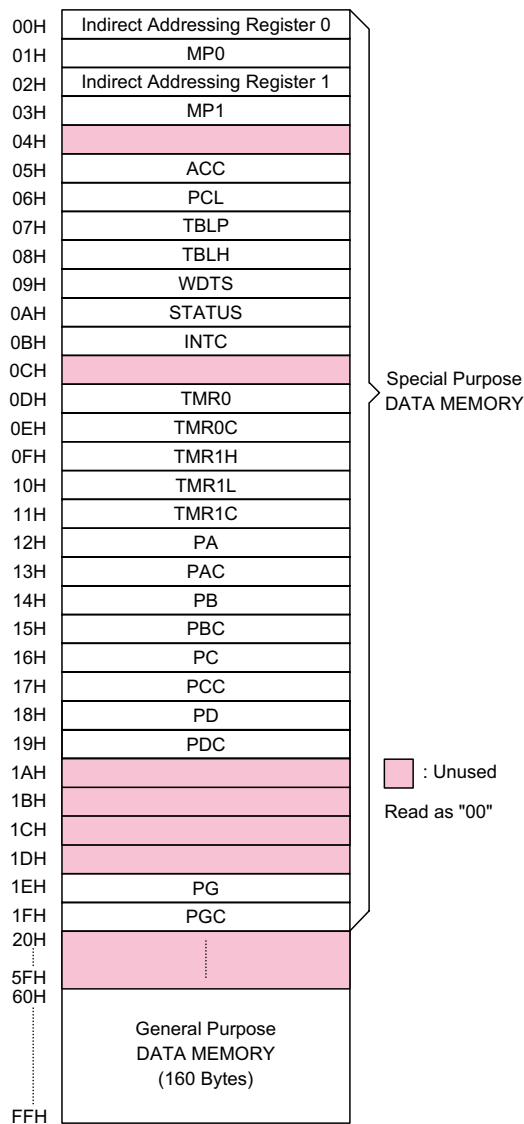 00H Indirect Addressing Register 0
01H MP0
02H Indirect Addressing Register 1
03H MP1
04H
05H ACC
06H PCL
07H TBLP
08H TBLH
09H WDTS
0AH STATUS
0BH INTC
0CH
Special Purpose
DATA MEMORY
0DH TMR0
0EH TMR0C
0FH TMR1H
10H TMR1L
11H TMR1C
12H PA
13H PAC
14H PB
15H PBC
16H PC
17H PCC
18H PD
19H PDC
1AH
: Unused
1BH
Read as "00"
1CH
1DH
1EH PG
1FH PGC
20H
5FH
60H
General Purpose
DATA MEMORY
(160 Bytes)
FFH